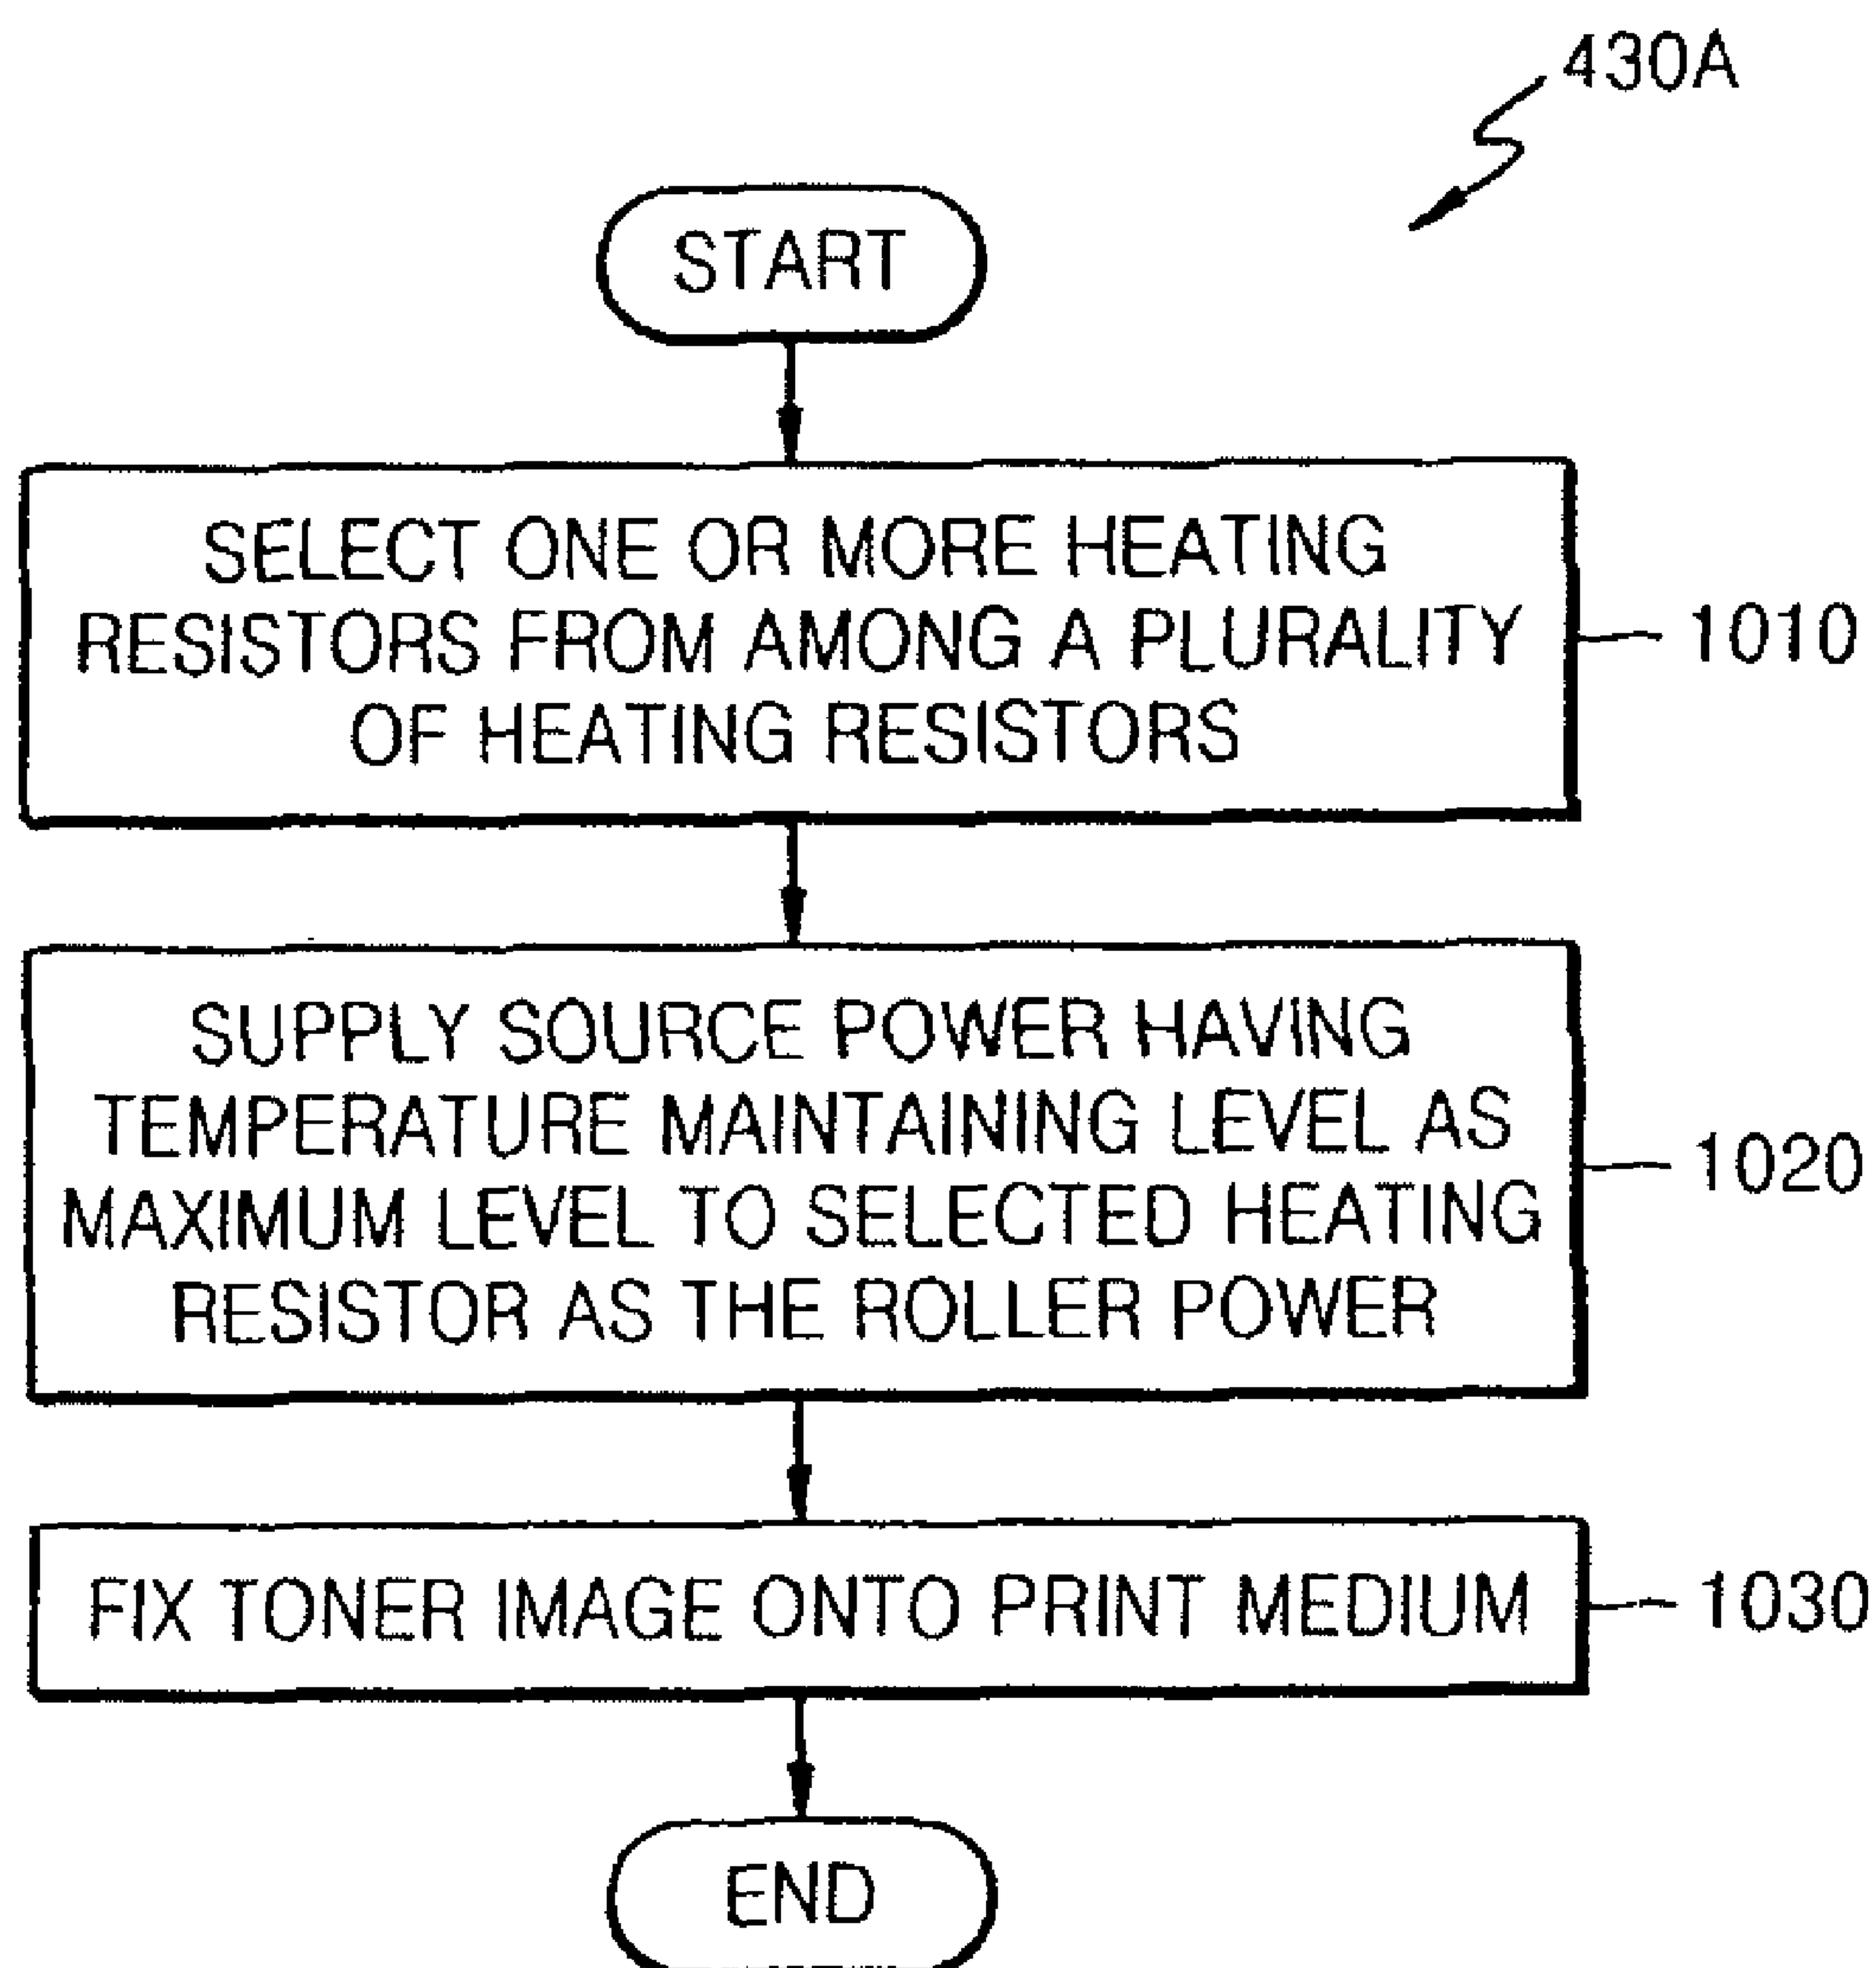 430A
START
SELECT ONE OR MORE HEATING
RESISTORS FROM AMONG A PLURALITY
OF HEATING RESISTORS
1010
SUPPLY SOURCE POWER HAVING
TEMPERATURE MAINTAINING LEVEL AS
MAXIMUM LEVEL TO SELECTED HEATING
RESISTOR AS THE ROLLER POWER
1020
FIX TONER IMAGE ONTO PRINT MEDIUM
1030
END